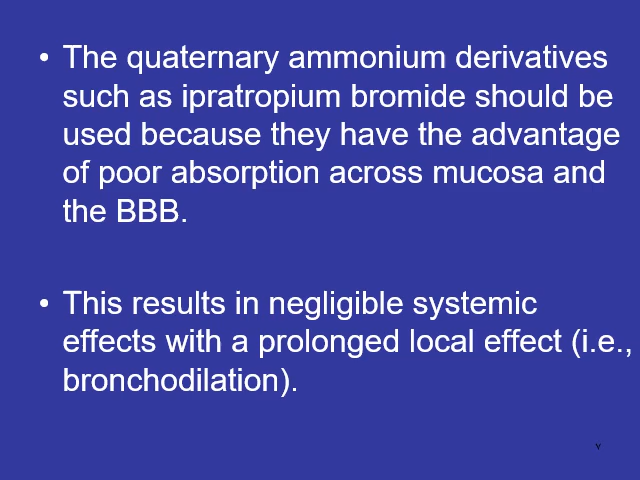 • The quaternary ammonium derivatives
such as ipratropium bromide should be
used because they have the advantage
of poor absorption across mucosa and
the BBB.
• This results in negligible systemic
effects with a prolonged local effect (i.e.,
bronchodilation).
٧